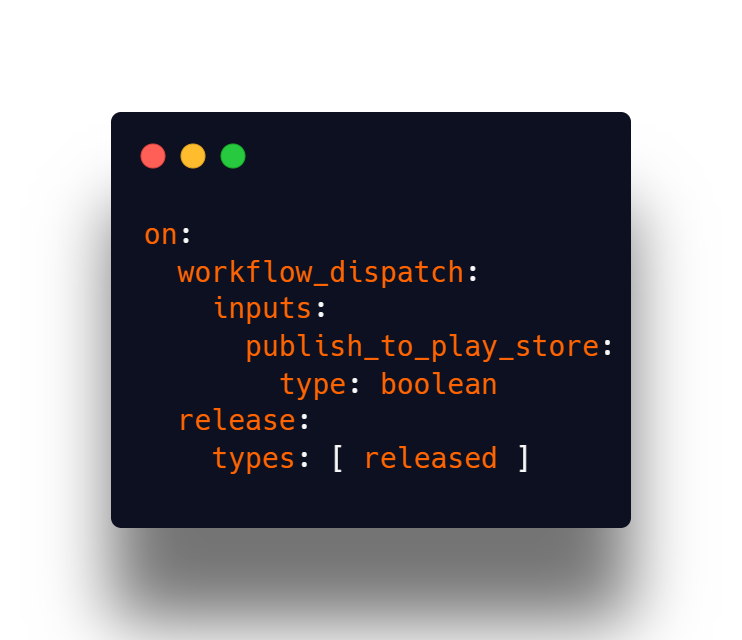 on:
  workflow_dispatch:
    inputs:
      publish_to_play_store:
        type: boolean
  release:
    types: [ released ]